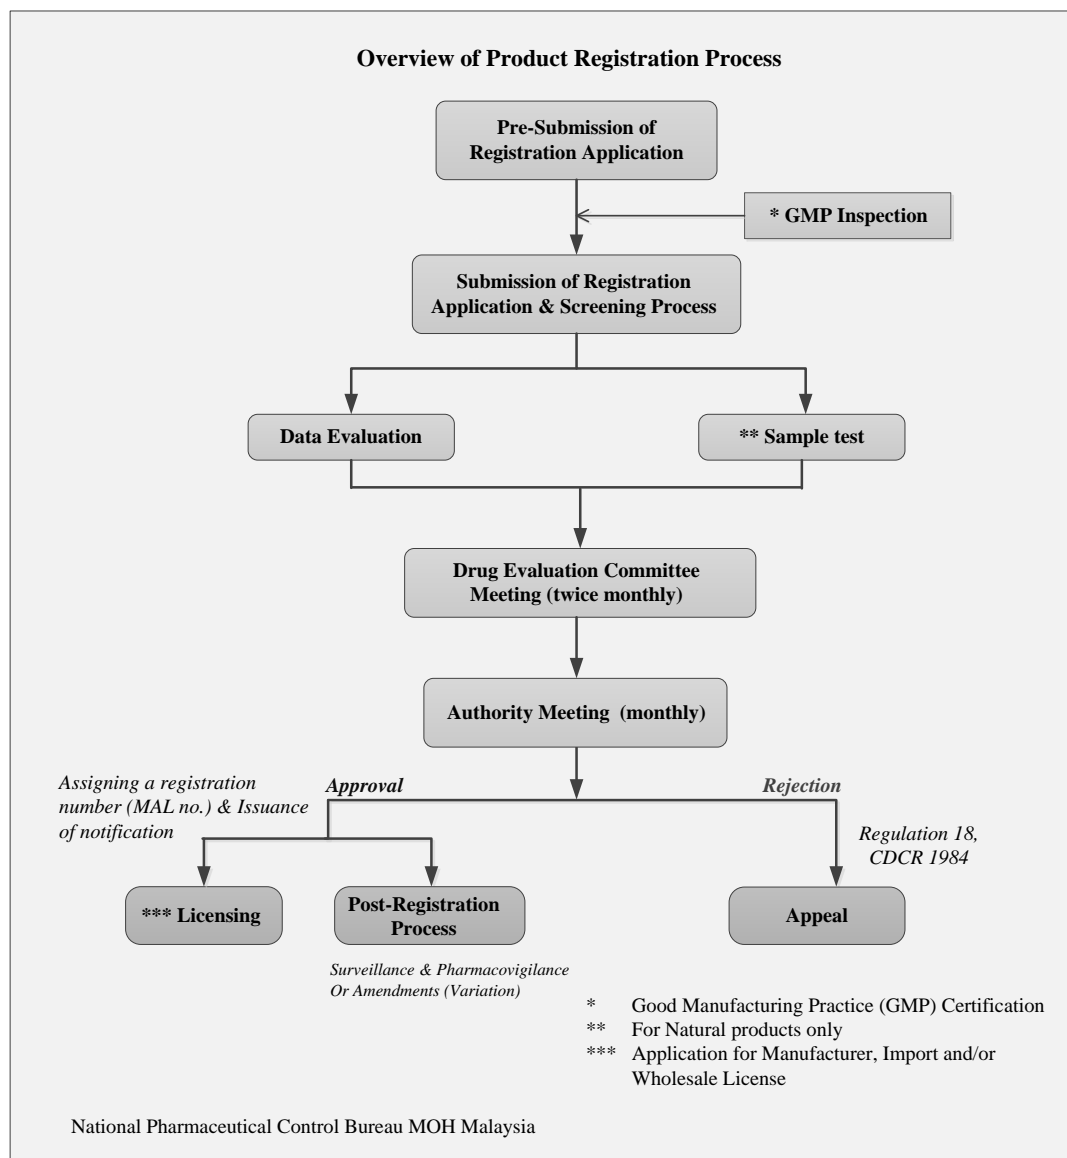 Overview of Product Registration Process
Pre-Submission of
Registration Application
* GMP Inspection
Submission of Registration
Application & Screening Process
Data Evaluation
** Sample test
Drug Evaluation Committee
Meeting (twice monthly)
Authority Meeting (monthly)
Assigning a registration
number (MAL no.) & Issuance
of notification
Approval
Rejection
Regulation 18,
CDCR 1984
*** Licensing
Post-Registration
Process
Appeal
Surveillance & Pharmacovigilance
Or Amendments (Variation)
* Good Manufacturing Practice (GMP) Certification
** For Natural products only
*** Application for Manufacturer, Import and/or
Wholesale License
National Pharmaceutical Control Bureau MOH Malaysia